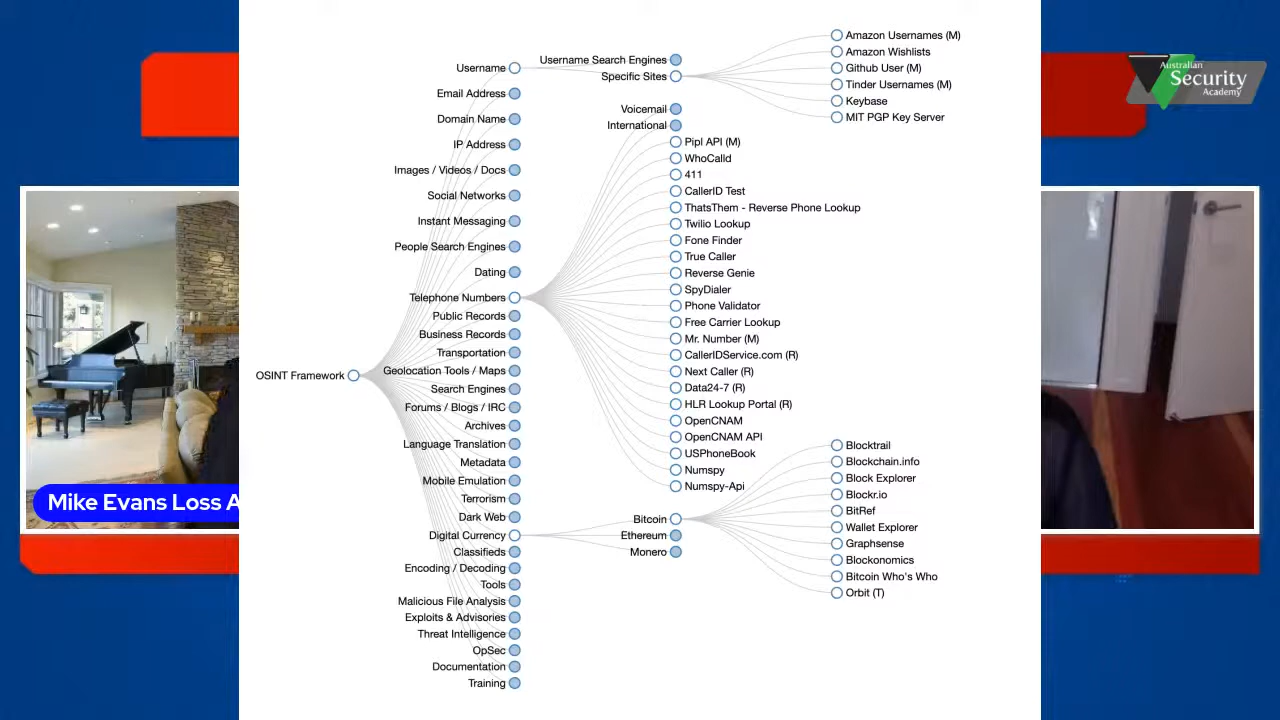 Australian
Security
Academy
OSINT Framework
Username
Email Address
Domain Name
IP Address
Images / Videos / Docs
Social Networks
Instant Messaging
People Search Engines
Dating
Telephone Numbers
Public Records
Business Records
Transportation
Geolocation Tools / Maps
Search Engines
Forums / Blogs / IRC
Archives
Language Translation
Metadata
Mobile Emulation
Terrorism
Dark Web
Digital Currency
Classifieds
Encoding / Decoding
Tools
Malicious File Analysis
Exploits & Advisories
Threat Intelligence
OpSec
Documentation
Training
Username Search Engines
Specific Sites
Amazon Usernames (M)
Amazon Wishlists
Github User (M)
Tinder Usernames (M)
Keybase
MIT PGP Key Server
Voicemail
International
Pipl API (M)
WhoCalld
411
CallerID Test
ThatsThem - Reverse Phone Lookup
Twilio Lookup
Fone Finder
True Caller
Reverse Genie
SpyDialer
Phone Validator
Free Carrier Lookup
Mr. Number (M)
CallerIDService.com (R)
Next Caller (R)
Data24-7 (R)
HLR Lookup Portal (R)
OpenCNAM
OpenCNAM API
USPhoneBook
Numspy
Numspy-Api
Bitcoin
Ethereum
Monero
Blocktrail
Blockchain.info
Block Explorer
Blockr.io
BitRef
Wallet Explorer
Graphsense
Blockonomics
Bitcoin Who's Who
Orbit (T)
Mike Evans Loss A